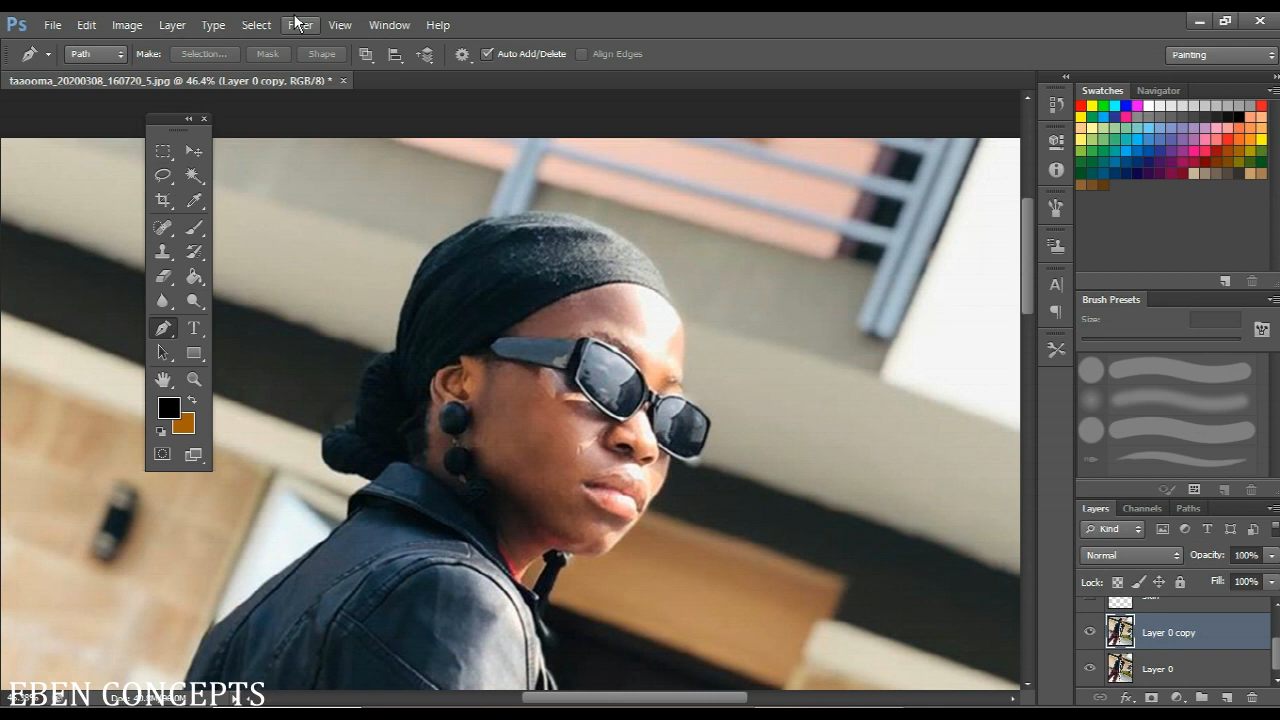 Ps File Edit Image Layer Type Select Filter View Window Help
Path Make: Selection... Mask Shape Auto Add/Delete Align Edges Painting
taaooma_20200308_160720_5.jpg @ 46.4% (Layer 0 copy, RGB/8) *
Swatches Navigator
Brush Presets
Size:
Layers Channels Paths
Kind
Normal Opacity: 100%
Lock: Fill: 100%
Layer 0 copy
Layer 0
EBEN CONCEPTS